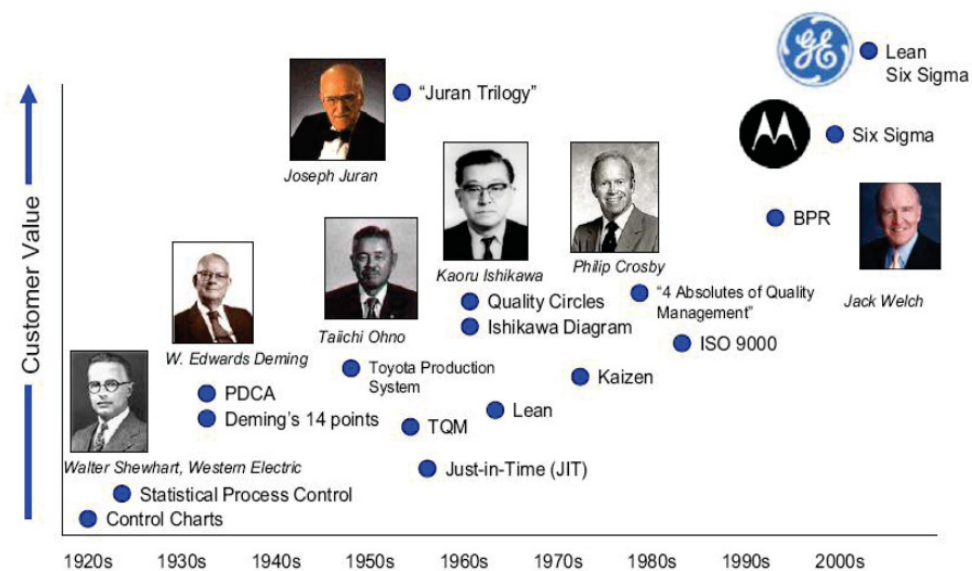 Customer Value
GE
Lean
Six Sigma
"Juran Trilogy"
Joseph Juran
Six Sigma
Kaoru Ishikawa
Philip Crosby
BPR
Jack Welch
W. Edwards Deming
Taiichi Ohno
Quality Circles
Ishikawa Diagram
"4 Absolutes of Quality
Management"
ISO 9000
Toyota Production
System
Kaizen
PDCA
Deming's 14 points
Lean
TQM
Walter Shewhart, Western Electric
Just-in-Time (JIT)
Statistical Process Control
Control Charts
1920s 1930s 1940s 1950s 1960s 1970s 1980s 1990s 2000s